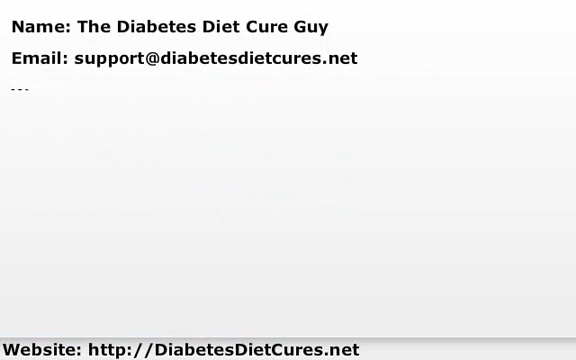 Name: The Diabetes Diet Cure Guy
Email: support@diabetesdietcures.net
---
Website: http://DiabetesDietCures.net